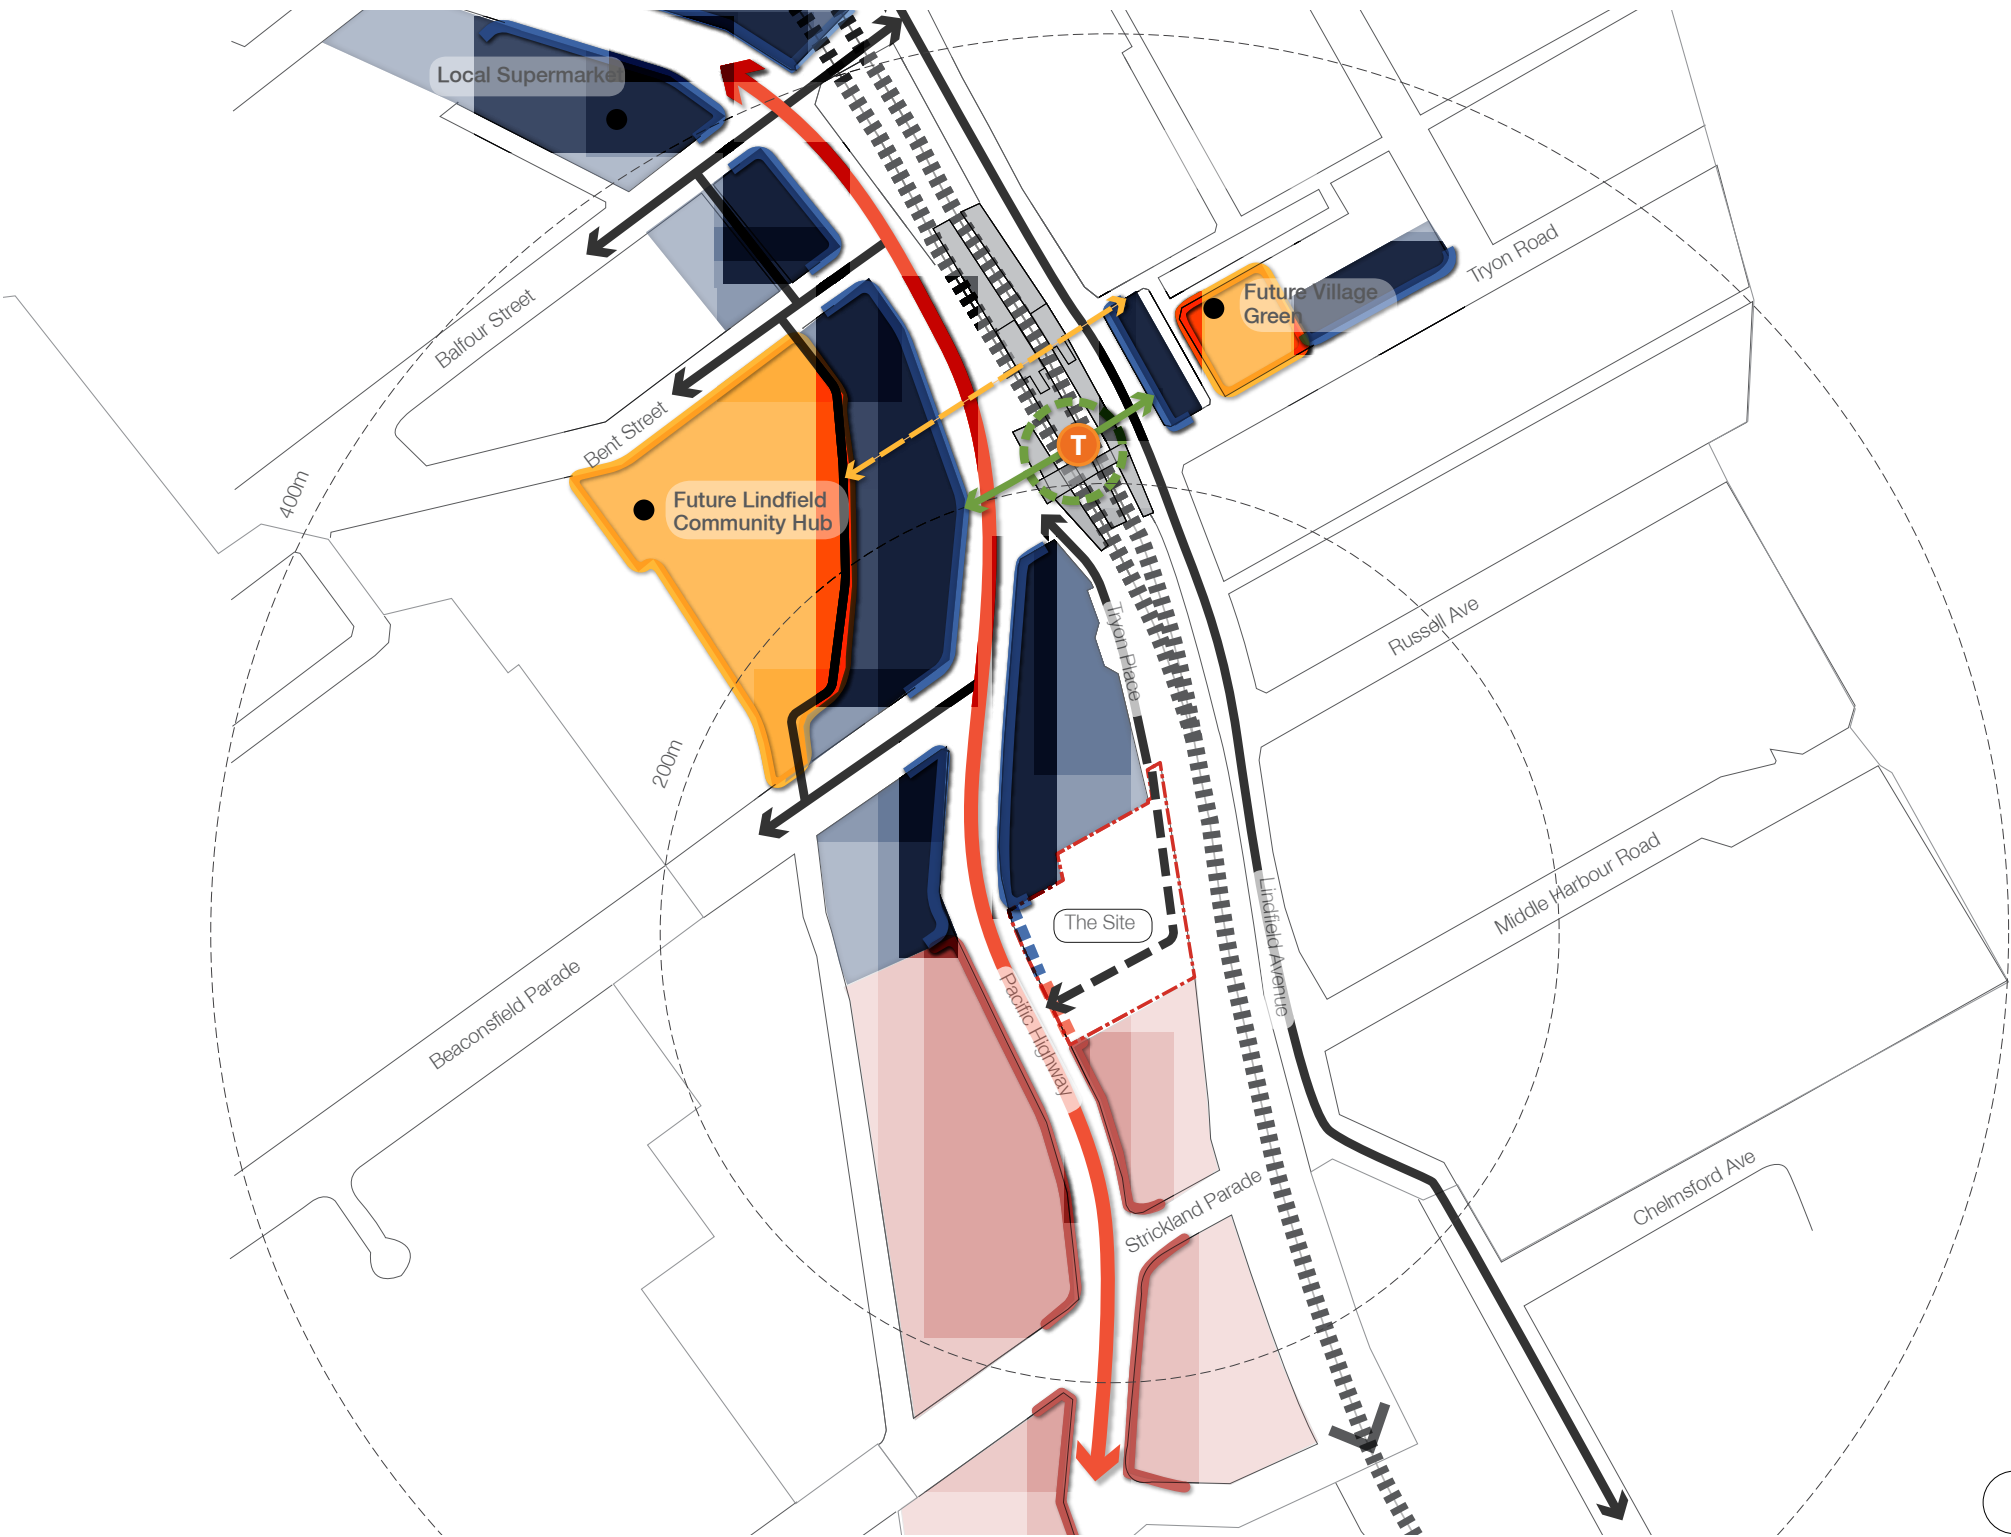 Local Supermarket
Tryon Road
Future Village
Green
Balfour Street
Bent Street
T
400m
Future Lindfield
Community Hub
Tryon Place
Russell Ave
200m
Middle Harbour Road
The Site
Lindfield Avenue
Beaconsfield Parade
Pacific Highway
Strickland Parade
Chelmsford Ave